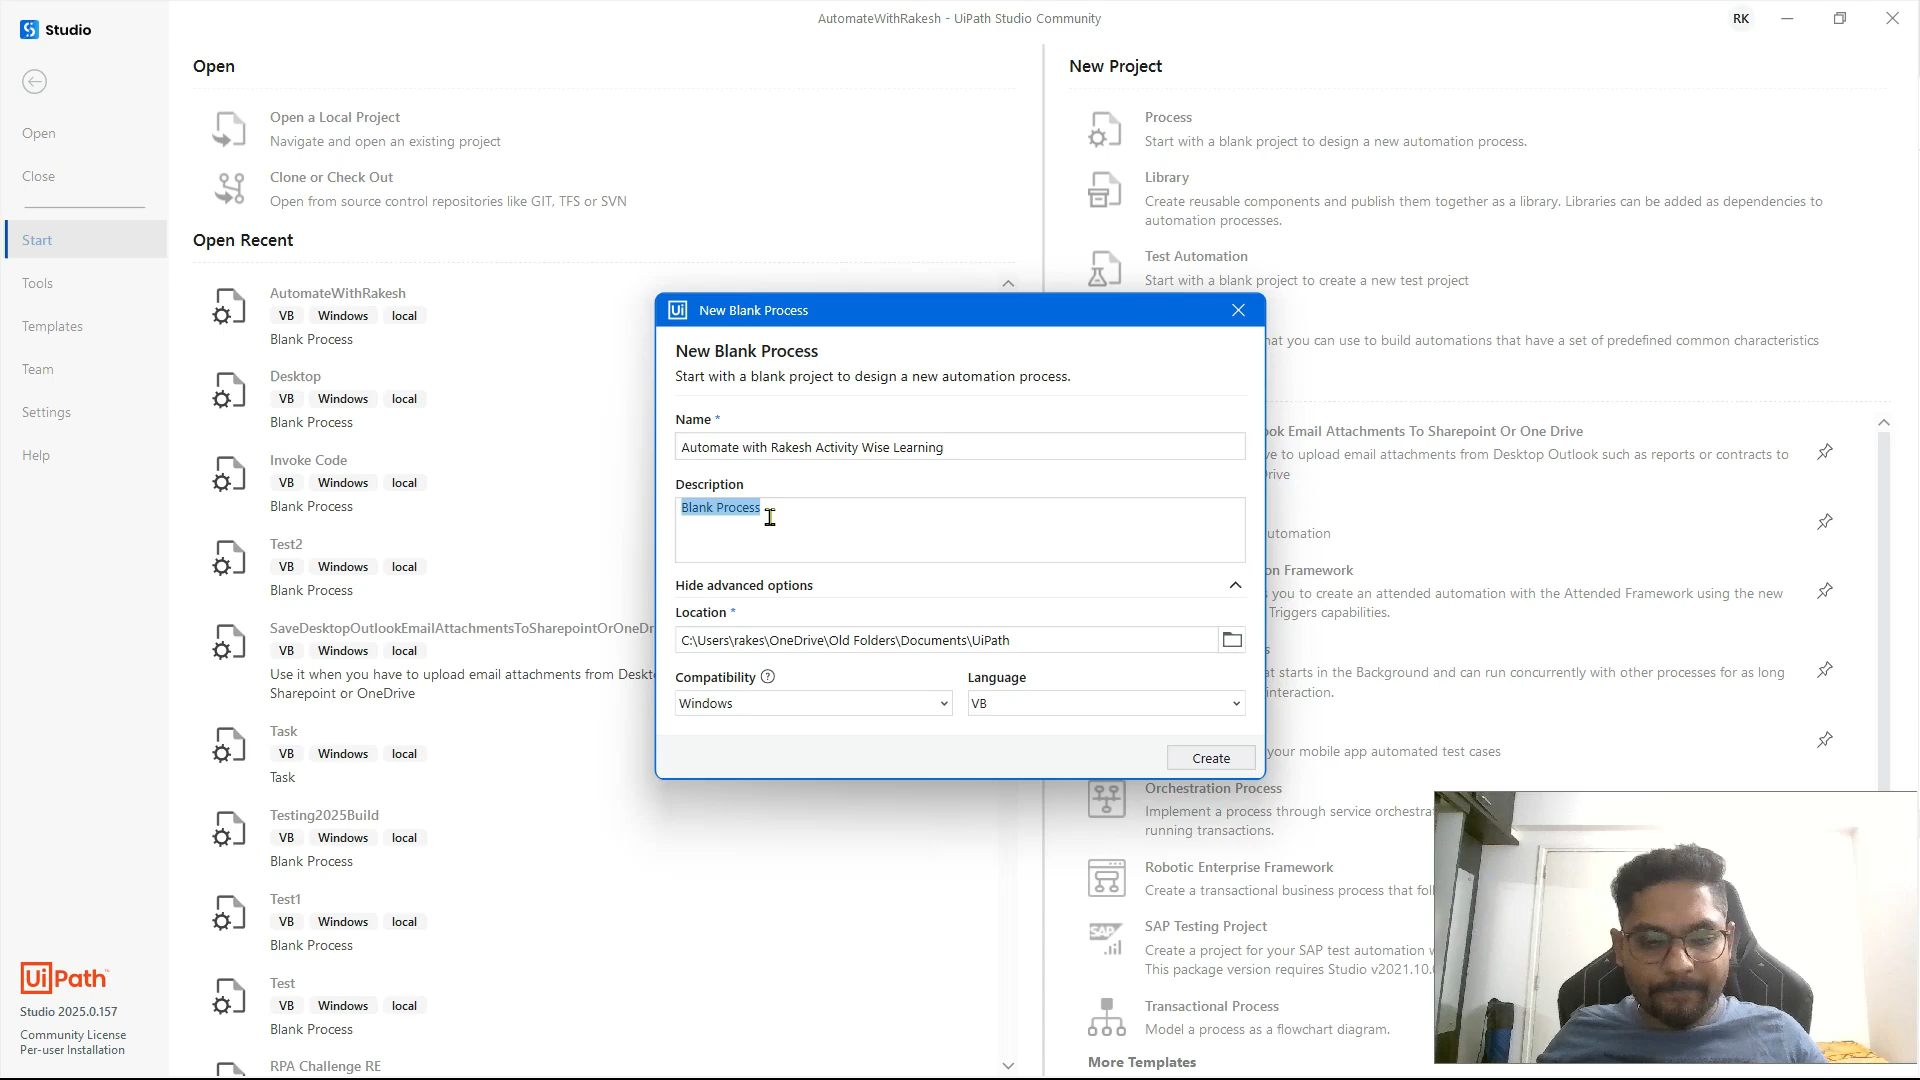 Studio
AutomateWithRakesh - UiPath Studio Community
RK
Open
Close
Start
Tools
Templates
Team
Settings
Help
UiPath
Studio 2025.0.157
Community License
Per-user Installation
Open
Open a Local Project
Navigate and open an existing project
Clone or Check Out
Open from source control repositories like GIT, TFS or SVN
Open Recent
AutomateWithRakesh
VB Windows local
Blank Process
Desktop
VB Windows local
Blank Process
Invoke Code
VB Windows local
Blank Process
Test2
VB Windows local
Blank Process
SaveDesktopOutlookEmailAttachmentsToSharepointOrOneDr
VB Windows local
Use it when you have to upload email attachments from Deskt
Sharepoint or OneDrive
Task
VB Windows local
Task
Testing2025Build
VB Windows local
Blank Process
Test1
VB Windows local
Blank Process
Test
VB Windows local
Blank Process
RPA Challenge RE
New Project
Process
Start with a blank project to design a new automation process.
Library
Create reusable components and publish them together as a library. Libraries can be added as dependencies to
automation processes.
Test Automation
Start with a blank project to create a new test project
at you can use to build automations that have a set of predefined common characteristics
ok Email Attachments To Sharepoint Or One Drive
ve to upload email attachments from Desktop Outlook such as reports or contracts to
rive
utomation
on Framework
you to create an attended automation with the Attended Framework using the new
Triggers capabilities.
s
at starts in the Background and can run concurrently with other processes for as long
interaction.
your mobile app automated test cases
Orchestration Process
Implement a process through service orchestra
running transactions.
Robotic Enterprise Framework
Create a transactional business process that foll
SAP
SAP Testing Project
Create a project for your SAP test automation w
This package version requires Studio v2021.10.
Transactional Process
Model a process as a flowchart diagram.
More Templates
Ui New Blank Process
New Blank Process
Start with a blank project to design a new automation process.
Name *
Automate with Rakesh Activity Wise Learning
Description
Blank Process
Hide advanced options
Location *
C:\Users\rakes\OneDrive\Old Folders\Documents\UiPath
Compatibility ?
Language
Windows
VB
Create